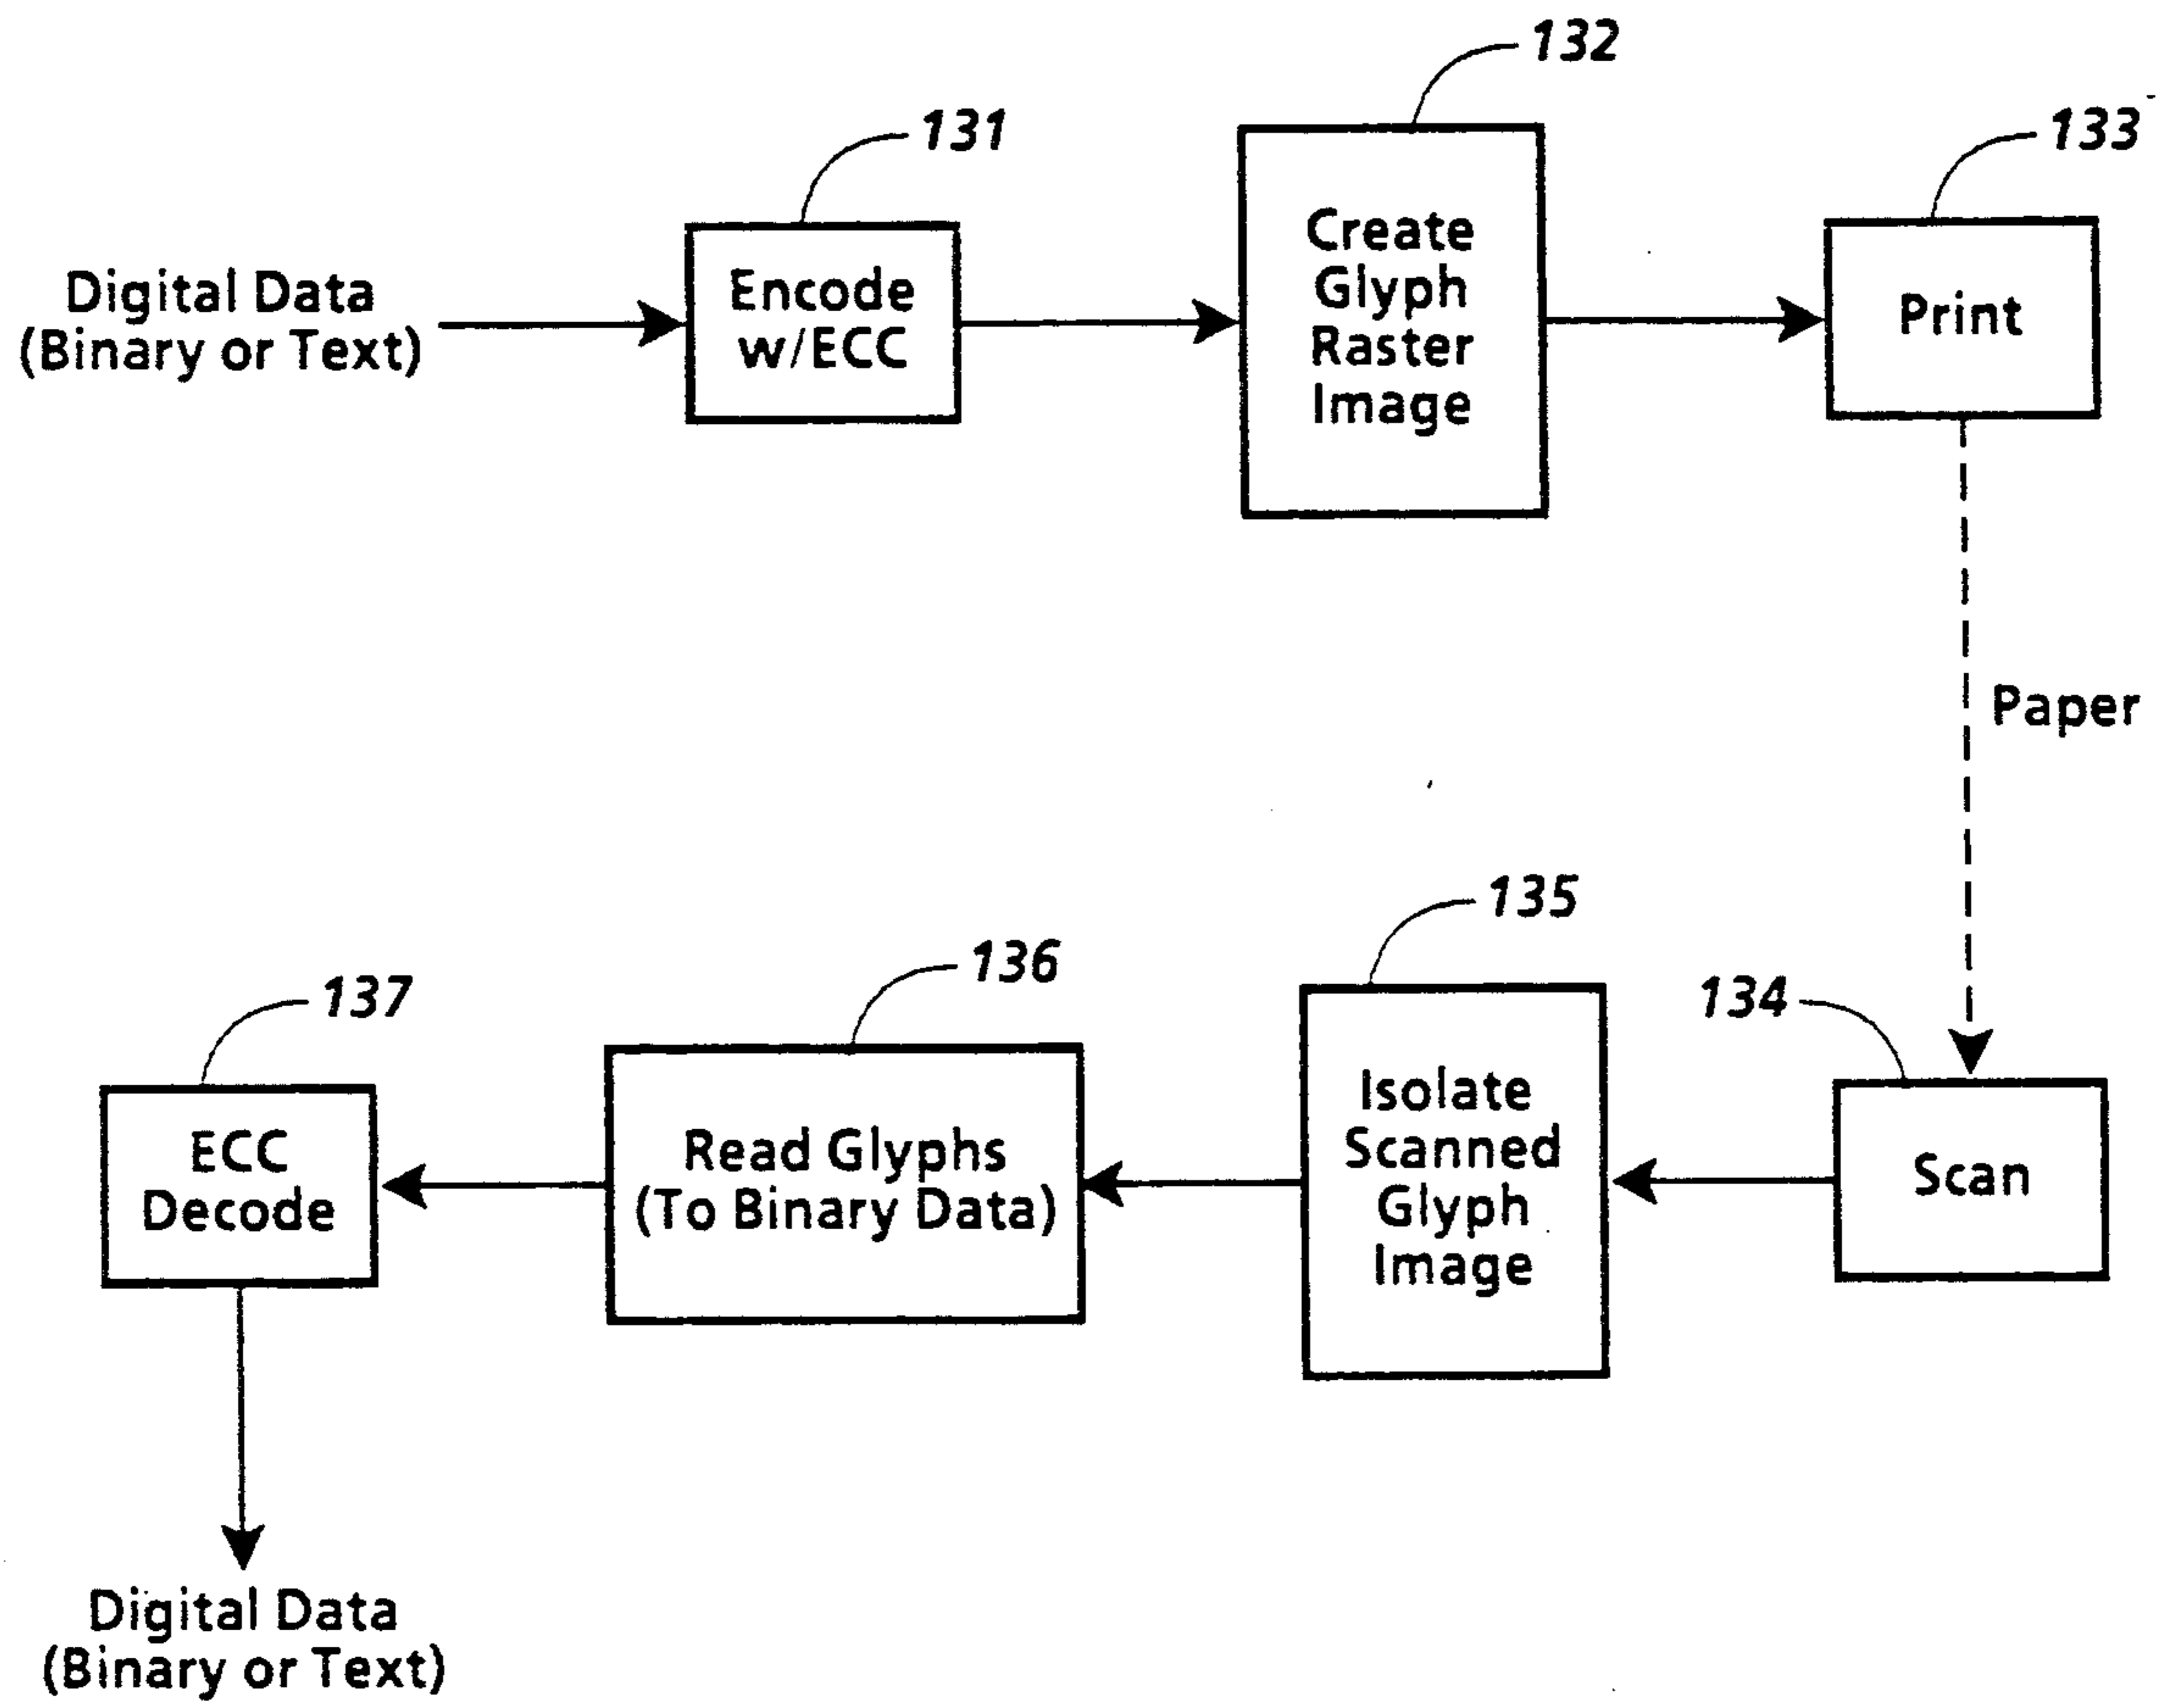 132
131
133
Digital Data
(Binary or Text)
Encode
w/ECC
Create
Glyph
Raster
Image
Print
Paper
135
136
134
137
Isolate
Scanned
Glyph
Image
Scan
Read Glyphs
(To Binary Data)
ECC
Decode
Digital Data
(Binary or Text)